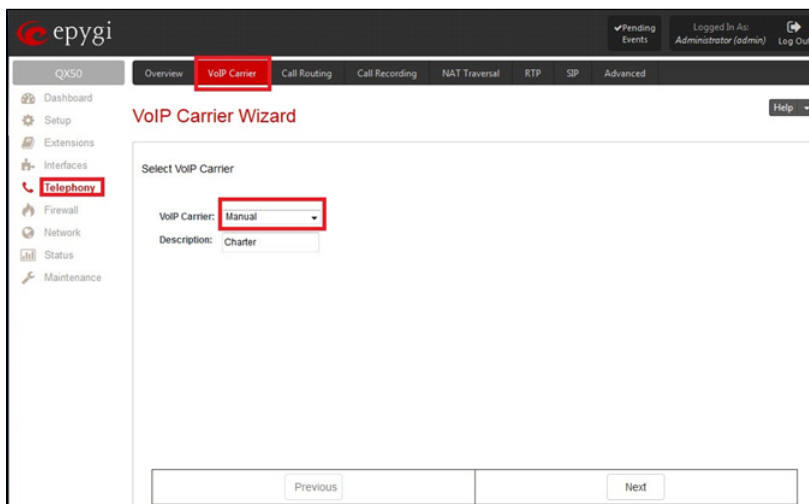 epygi
✔Pending Events
Logged In As: Administrator (admin)
Log Out
QX50
Overview VoIP Carrier Call Routing Call Recording NAT Traversal RTP SIP Advanced
Dashboard
Setup
Extensions
Interfaces
Telephony
Firewall
Network
Status
Maintenance
VoIP Carrier Wizard
Help
Select VoIP Carrier
VoIP Carrier: Manual
Description: Charter
Previous Next